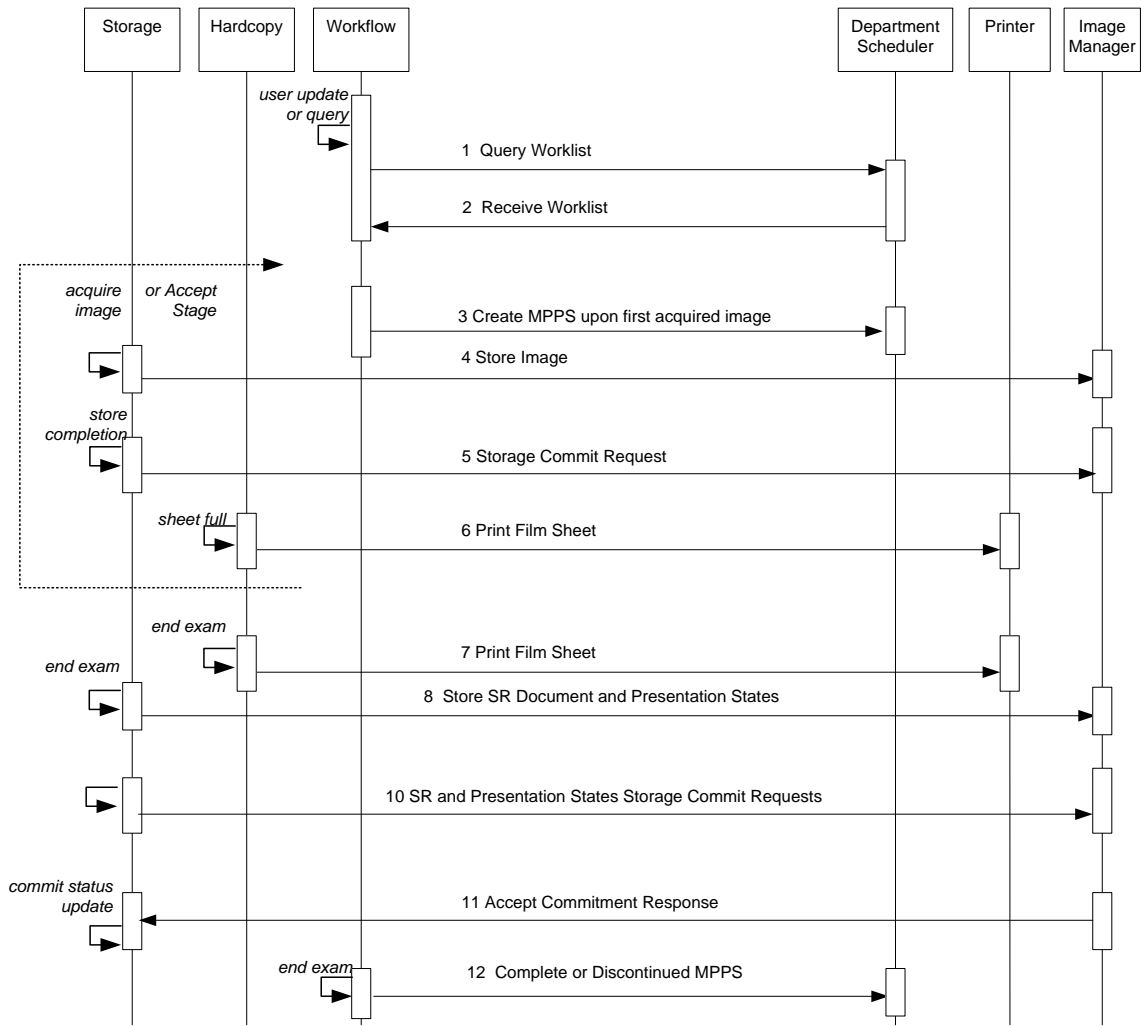 Storage
Hardcopy
Workflow
Department
Scheduler
Printer
Image
Manager
user update
or query
1 Query Worklist
2 Receive Worklist
acquire
image
or Accept
Stage
3 Create MPPS upon first acquired image
4 Store Image
store
completion
5 Storage Commit Request
sheet full
6 Print Film Sheet
end exam
7 Print Film Sheet
end exam
8 Store SR Document and Presentation States
10 SR and Presentation States Storage Commit Requests
commit status
update
11 Accept Commitment Response
end exam
12 Complete or Discontinued MPPS